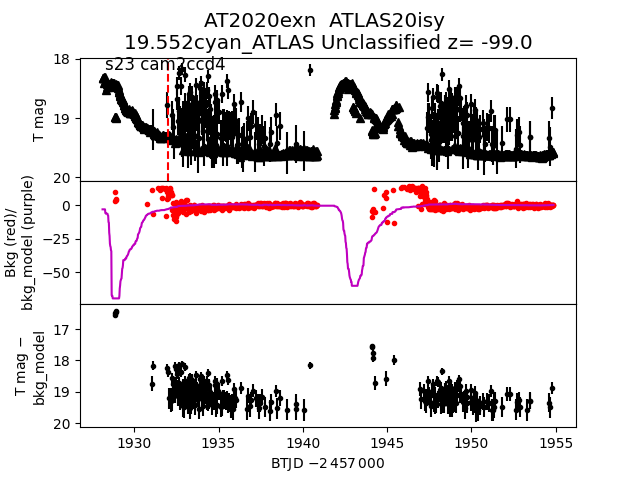 AT2020exn ATLAS20isy
19.552cyan_ATLAS Unclassified z= -99.0
s23 cam2ccd4
18
19
20
T mag
0
−25
−50
Bkg (red)/
bkg_model (purple)
17
18
19
20
T mag −
bkg_model
1930 1935 1940 1945 1950 1955
BTJD −2 457 000